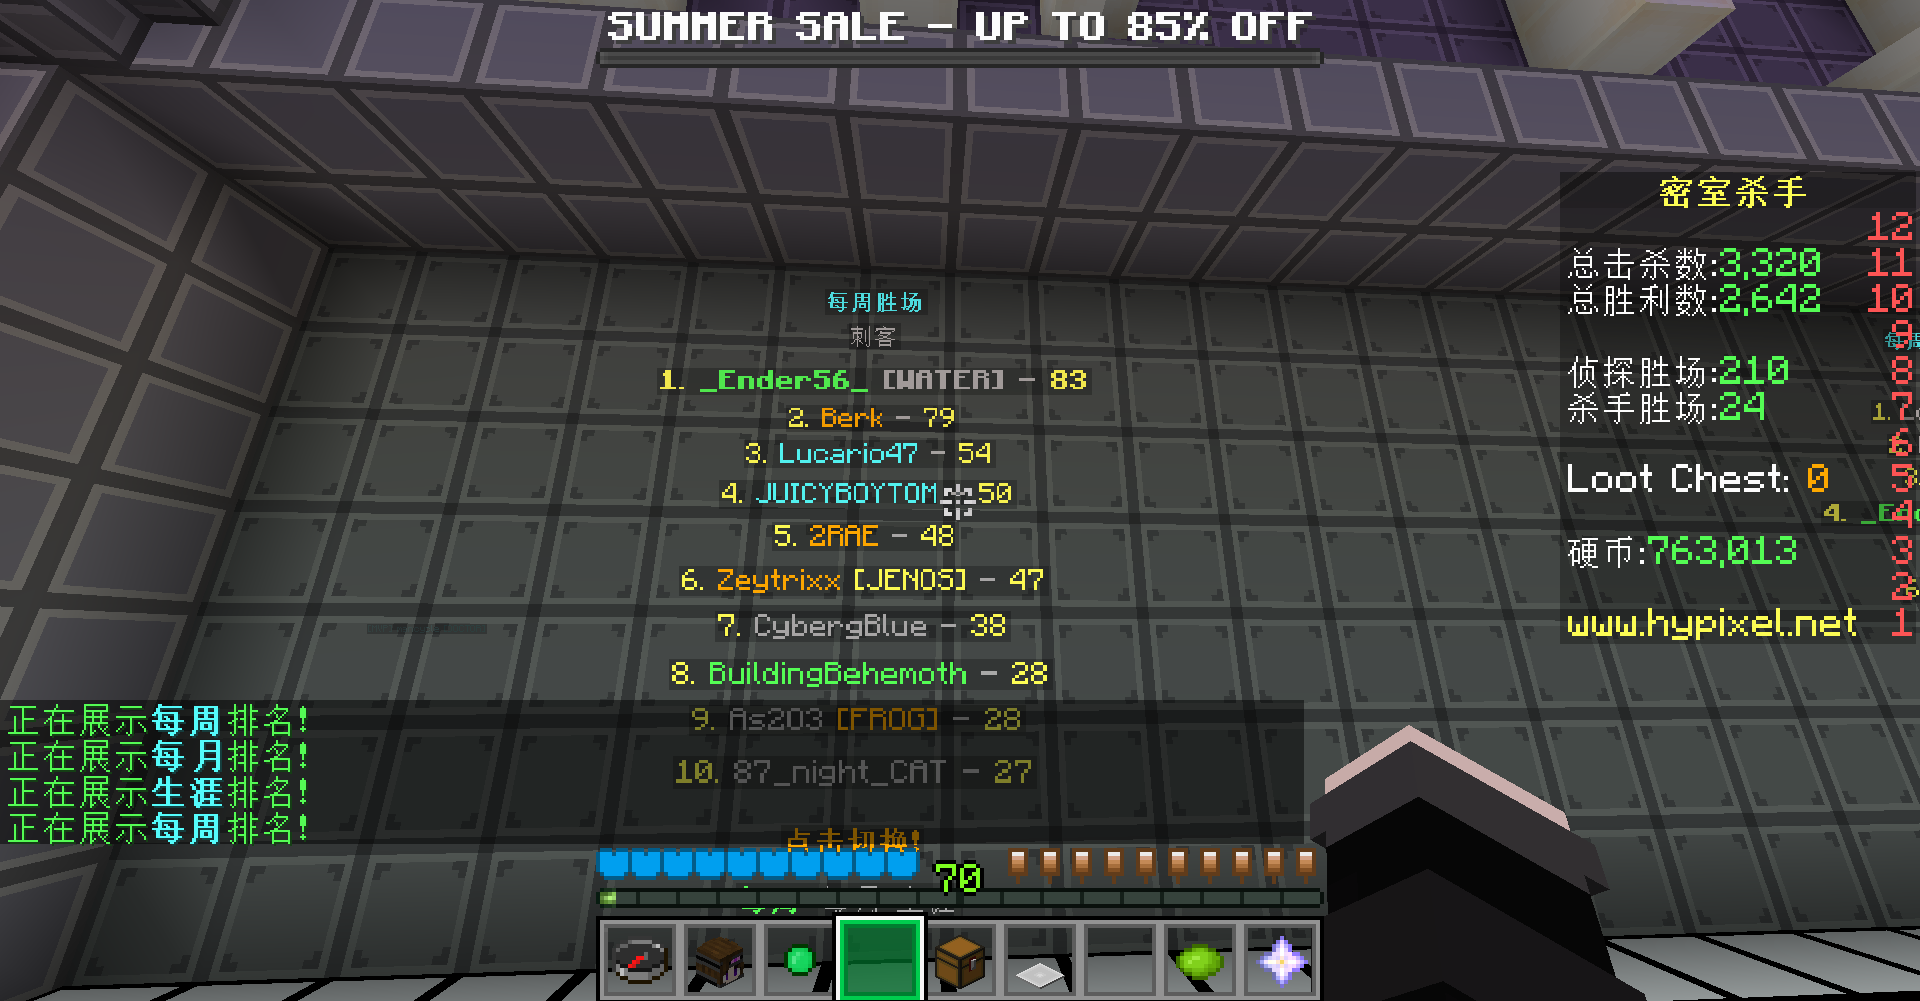 SUMMER SALE – UP TO 85% OFF
每周胜场
刺客
1. _Ender56_ [WATER] – 83
2. Berk – 79
3. Lucario47 – 54
4. JUICYBOYTOM 50
5. 2RAE – 48
6. Zeytrixx [JENOS] – 47
7. CybergBlue – 38
8. BuildingBehemoth – 28
9. As203 [FROG] – 28
10. 87_night_CAT – 27
点击切换!
正在展示每周排名!
正在展示每月排名!
正在展示生涯排名!
正在展示每周排名!
70
密室杀手
12
总击杀数:3,320 11
总胜利数:2,642 10
9
侦探胜场:210 8
杀手胜场:24 7
6
Loot Chest: 0 5
4
硬币:763,013 3
2
www.hypixel.net 1
每周
1.
4. _En